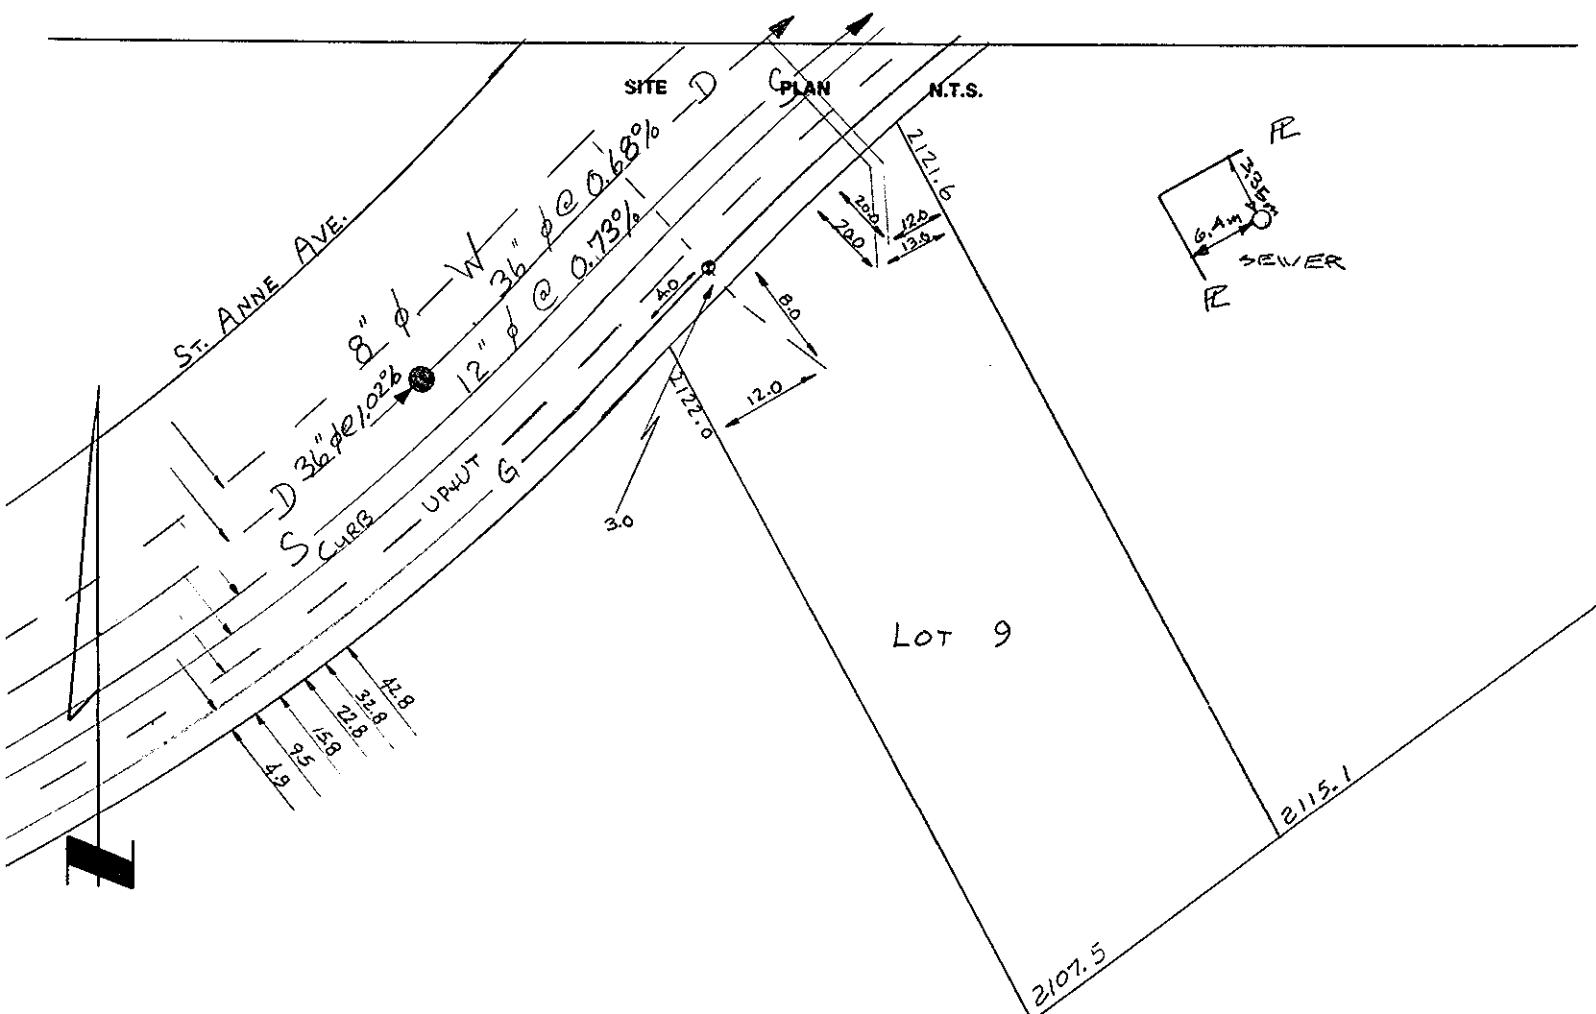 SITE PLAN N.T.S.
D
S
ST. ANNE AVE.
8" ϕ W
36" ϕ @ 0.68%
12" ϕ @ 0.73%
D 36" ϕ @ 1.02%
S
CURB
UP+UT
G
2121.6
20.0
20.0
12.0
13.0
4.0
8.0
12.0
2122.0
3.0
℄
3.35m
6.4m
SEWER
℄
LOT 9
42.8
32.8
22.8
15.8
9.5
4.9
2115.1
2107.5